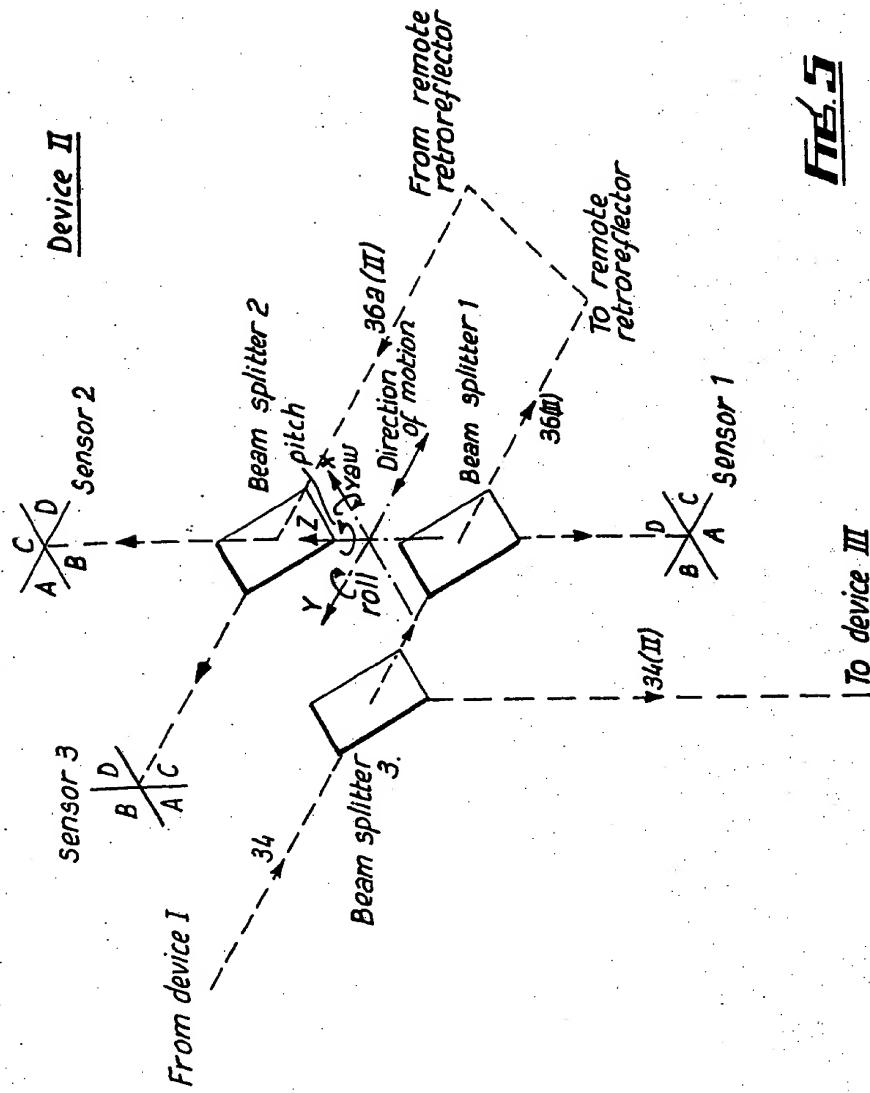 Device II
C
A
D
B
Sensor 2
Beam splitter 2
pitch
Sensor 3
B
D
A
C
Z
X
Yaw
Y
roll
36a(II)
From remote
retroreflector
Direction
of motion
From device I
34
Beam splitter
3.
Beam splitter 1
36(II)
To remote
retroreflector
34(II)
D
B
C
A
Sensor 1
To device III
FIG. 5